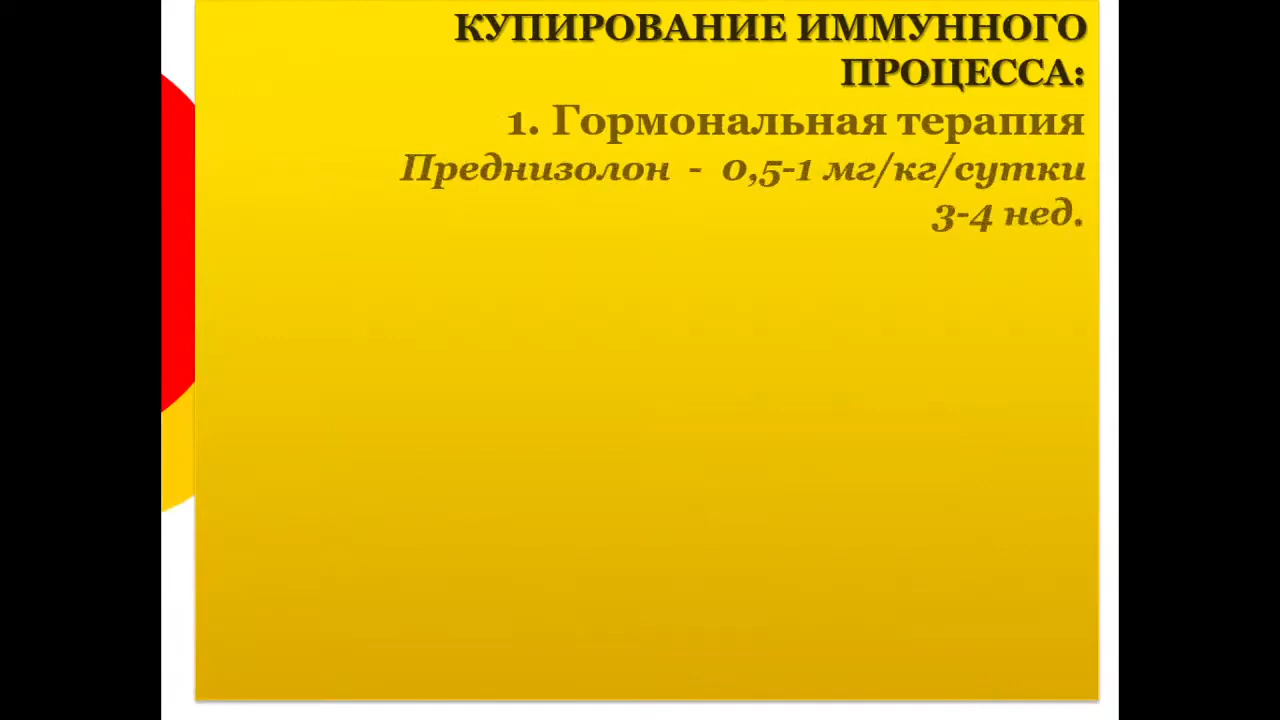 КУПИРОВАНИЕ ИММУННОГО
ПРОЦЕССА:
1. Гормональная терапия
Преднизолон - 0,5-1 мг/кг/сутки
3-4 нед.